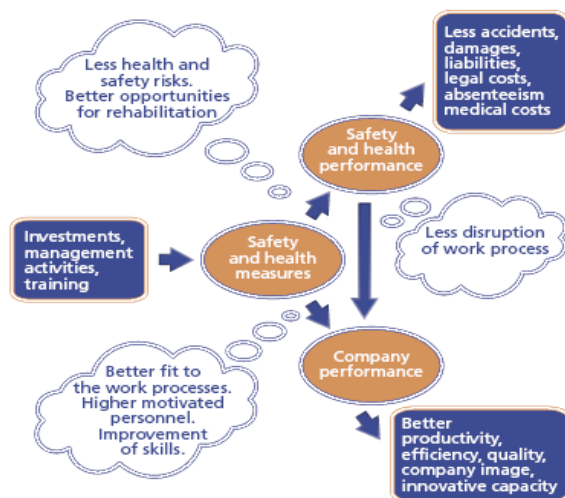 Less health and
safety risks.
Better opportunities
for rehabilitation
Less accidents,
damages,
liabilities,
legal costs,
absenteeism
medical costs
Safety
and health
performance
Investments,
management
activities,
training
Safety
and health
measures
Less disruption
of work process
Better fit to
the work processes.
Higher motivated
personnel.
Improvement
of skills.
Company
performance
Better
productivity,
efficiency, quality,
company image,
innovative capacity